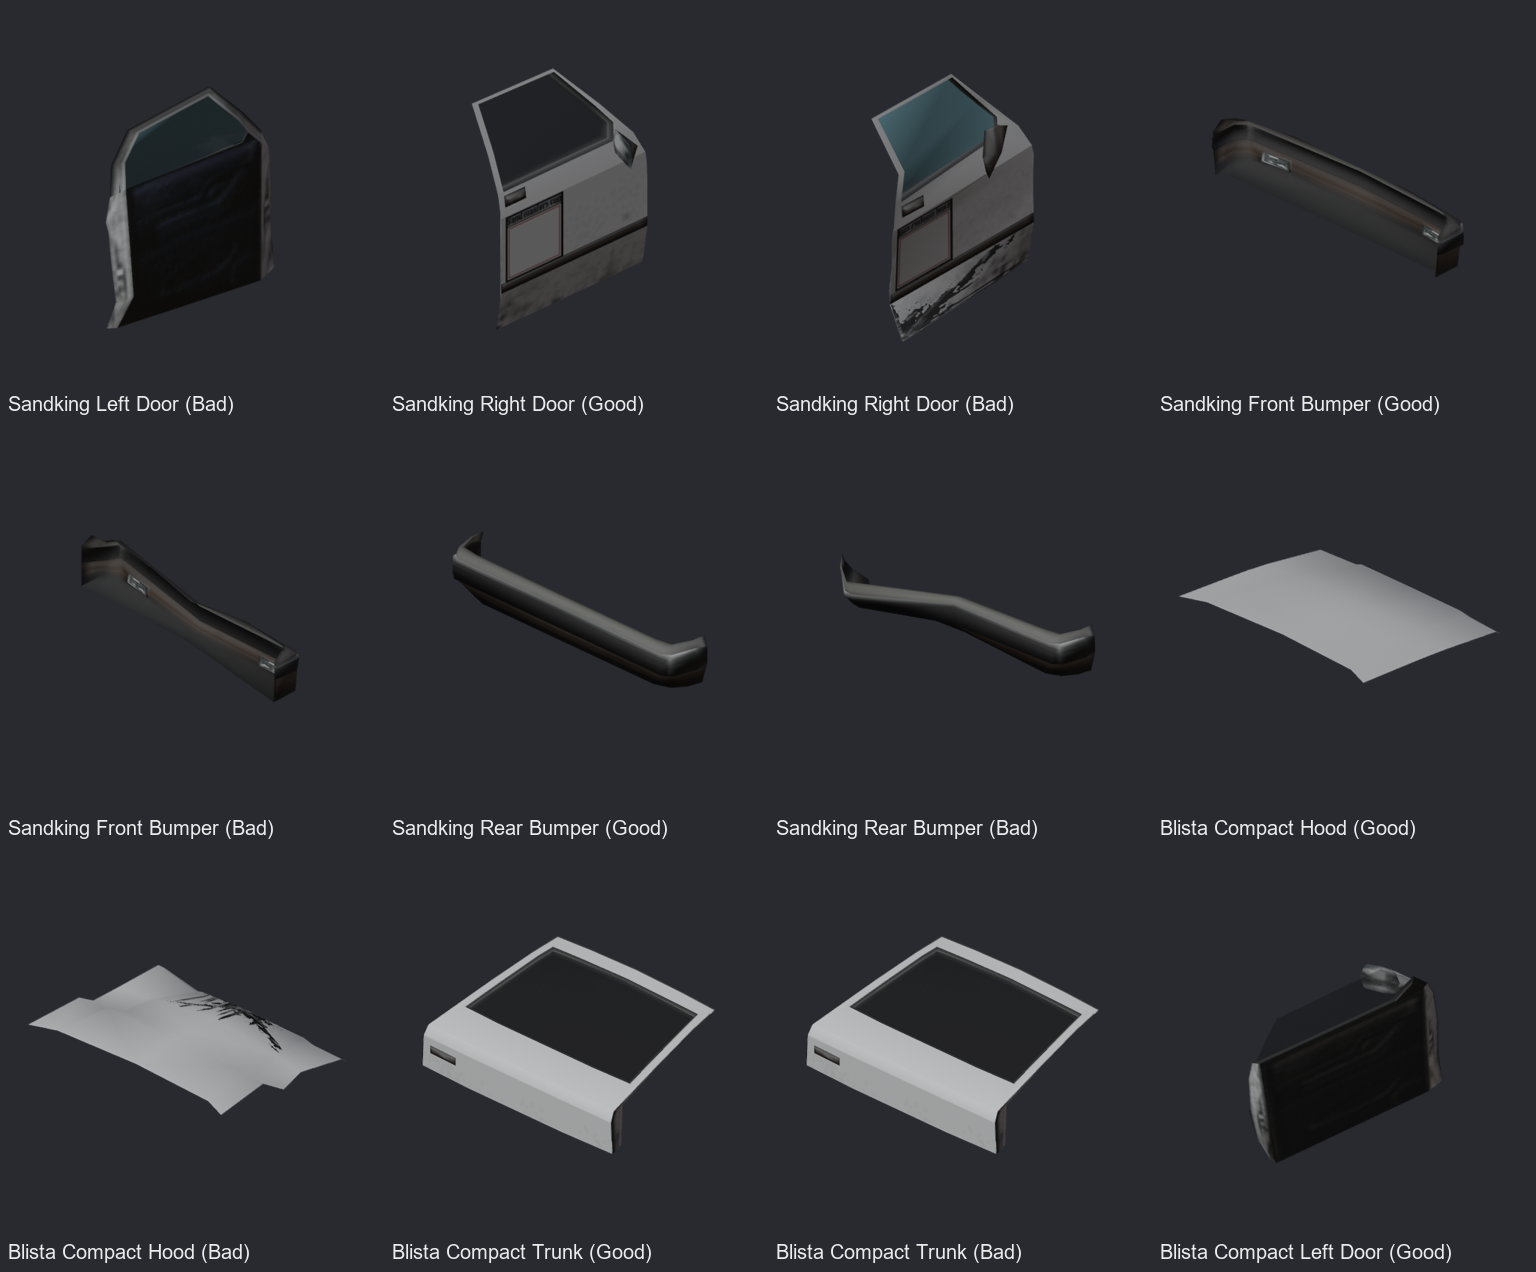 Sandking Left Door (Bad)
Sandking Right Door (Good)
Sandking Right Door (Bad)
Sandking Front Bumper (Good)
Sandking Front Bumper (Bad)
Sandking Rear Bumper (Good)
Sandking Rear Bumper (Bad)
Blista Compact Hood (Good)
Blista Compact Hood (Bad)
Blista Compact Trunk (Good)
Blista Compact Trunk (Bad)
Blista Compact Left Door (Good)